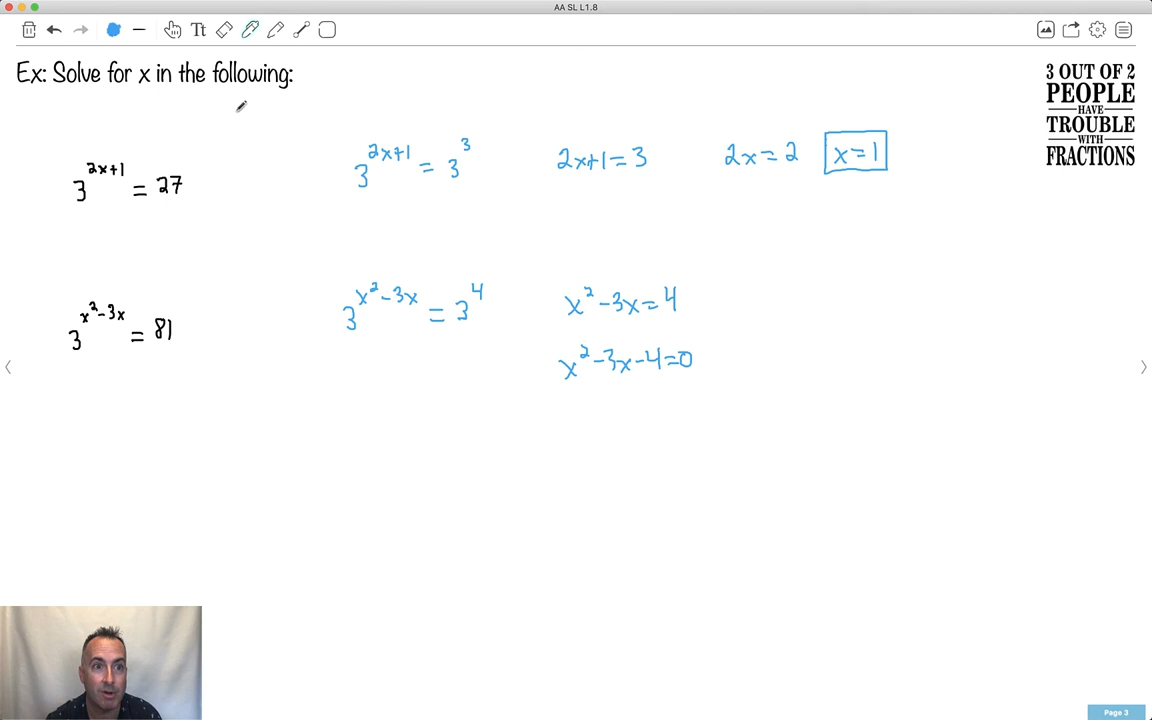 AA SL L1.8
Tt
Ex: Solve for x in the following:
3 OUT OF 2
PEOPLE
HAVE
TROUBLE
WITH
FRACTIONS
3^(2x+1) = 27
3^(2x+1) = 3^3
2x+1=3
2x=2
x=1
3^(x²-3x) = 81
3^(x²-3x) = 3^4
x²-3x=4
x²-3x-4=0
Page 3